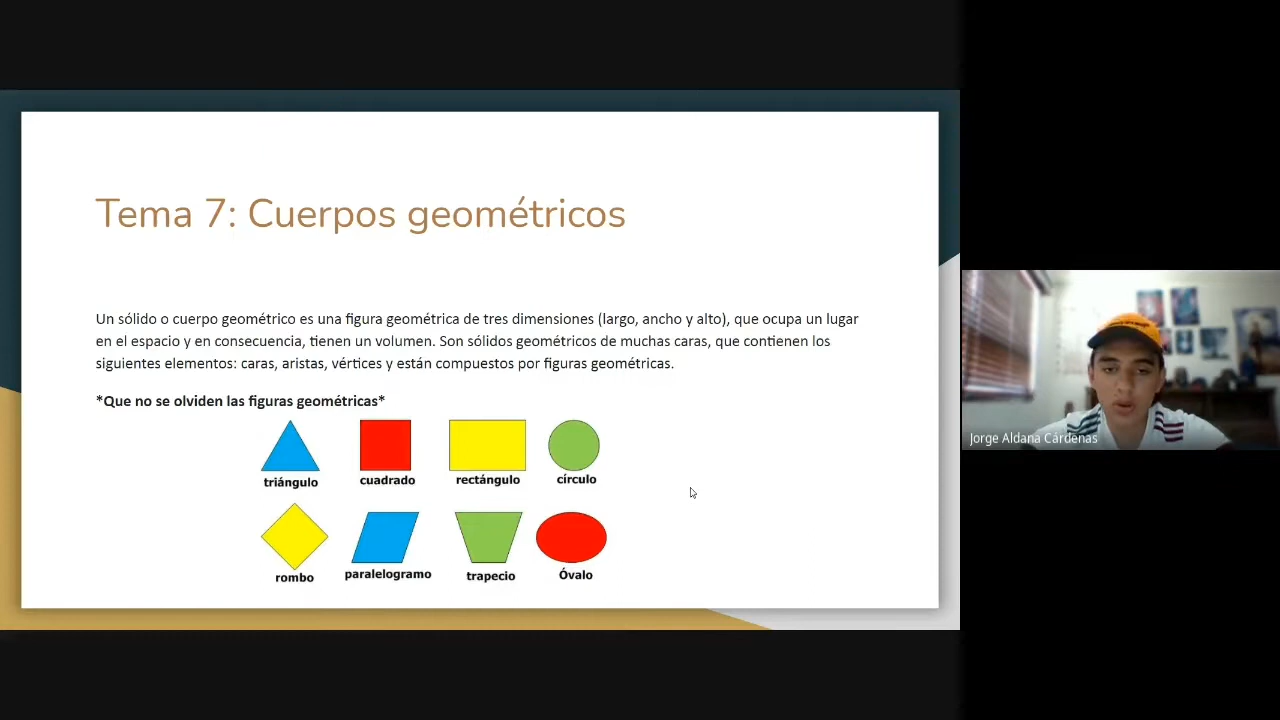 Tema 7: Cuerpos geométricos
Un sólido o cuerpo geométrico es una figura geométrica de tres dimensiones (largo, ancho y alto), que ocupa un lugar
en el espacio y en consecuencia, tienen un volumen. Son sólidos geométricos de muchas caras, que contienen los
siguientes elementos: caras, aristas, vértices y están compuestos por figuras geométricas.
*Que no se olviden las figuras geométricas*
triángulo cuadrado rectángulo círculo
rombo paralelogramo trapecio Óvalo
Jorge Aldana Cárdenas